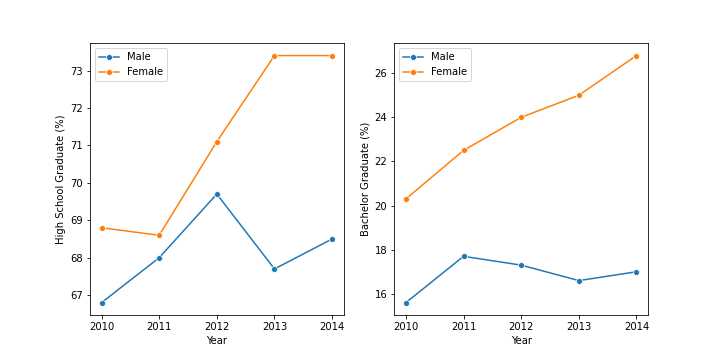 Male
Female
High School Graduate (%)
73
72
71
70
69
68
67
2010 2011 2012 2013 2014
Year
Male
Female
Bachelor Graduate (%)
26
24
22
20
18
16
2010 2011 2012 2013 2014
Year